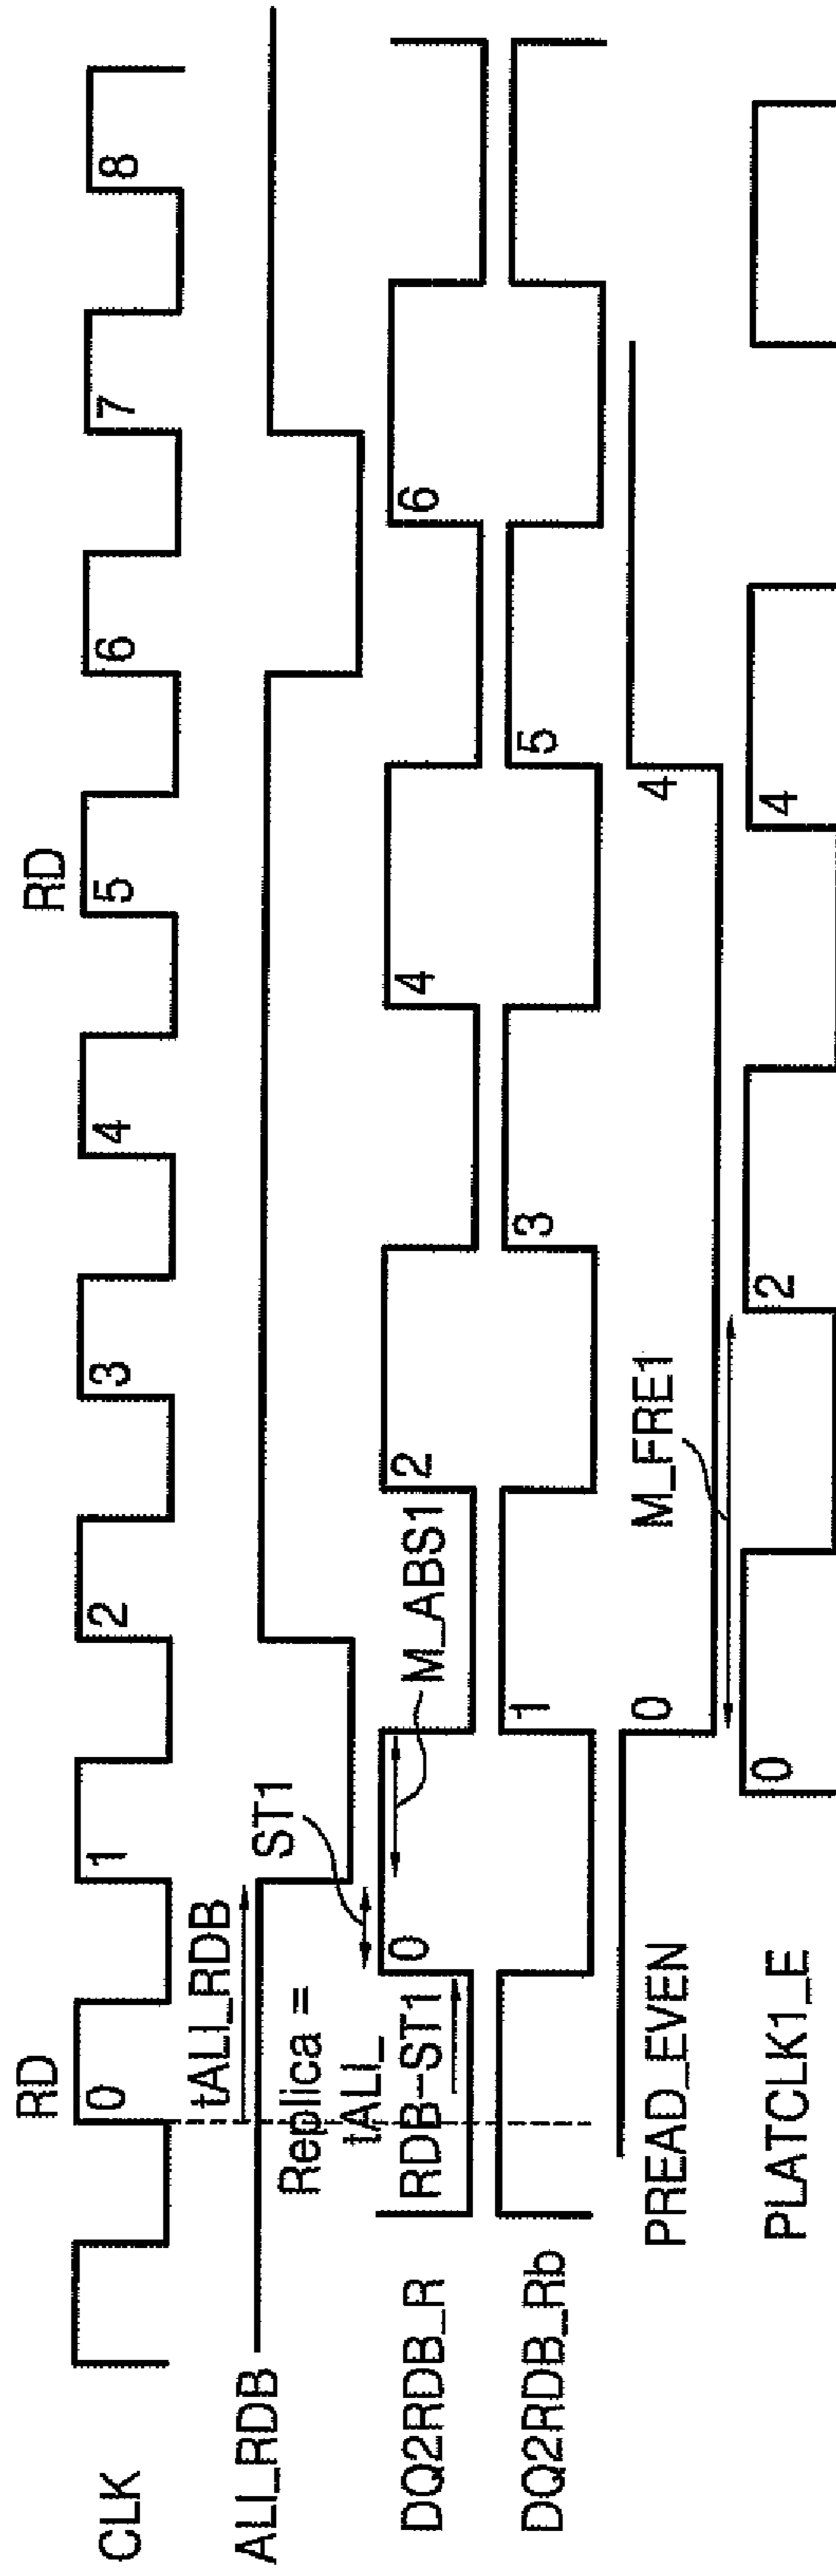 RD
RD
CLK
0
1
2
3
4
5
6
7
8
tALI_RDB
ALI_RDB
ST1
Replica =
tALI_
RDB-ST1
M_ABS1
DQ2RDB_R
0
2
4
6
DQ2RDB_Rb
1
3
5
M_FRE1
PREAD_EVEN
0
4
PLATCLK1_E
0
2
4